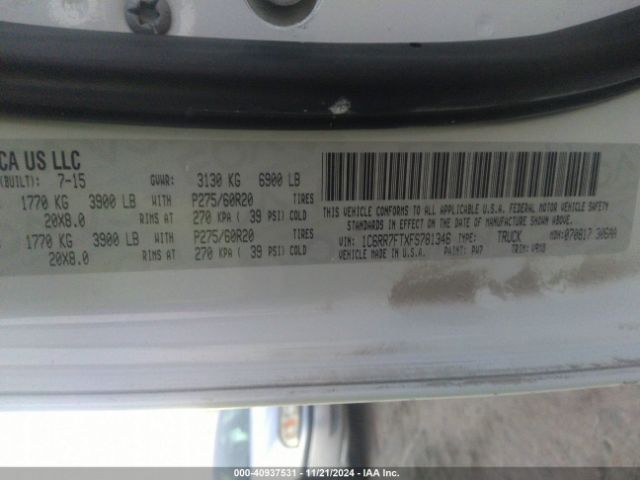 CA US LLC
(BUILT): 7-15 GVWR: 3130 KG 6900 LB
1770 KG 3900 LB WITH P275/60R20 TIRES
20X8.0 RIMS AT 270 KPA ( 39 PSI) COLD
1770 KG 3900 LB WITH P275/60R20 TIRES
20X8.0 RIMS AT 270 KPA ( 39 PSI) COLD
THIS VEHICLE CONFORMS TO ALL APPLICABLE U.S.A. FEDERAL MOTOR VEHICLE SAFETY
STANDARDS IN EFFECT ON THE DATE OF MANUFACTURE SHOWN ABOVE.
VIN: 1C6RR7FTXFS781346 TYPE: TRUCK MDH: 070817
VEHICLE MADE IN U.S.A. PAINT: PW7 TRIM:
000-40937531 - 11/21/2024 - IAA Inc.